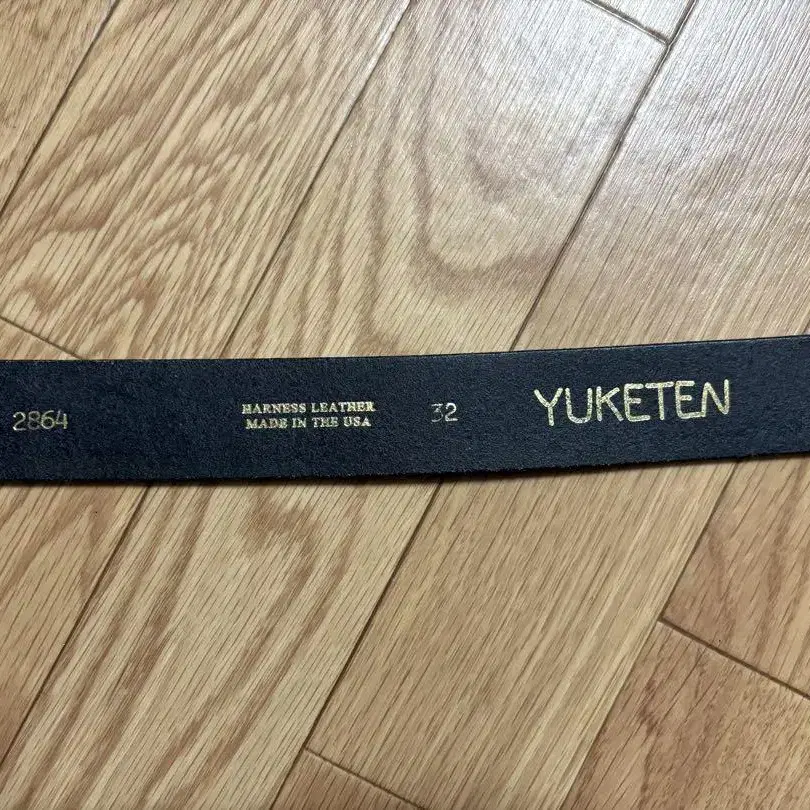 2864
HARNESS LEATHER
MADE IN THE USA
32
YUKETEN